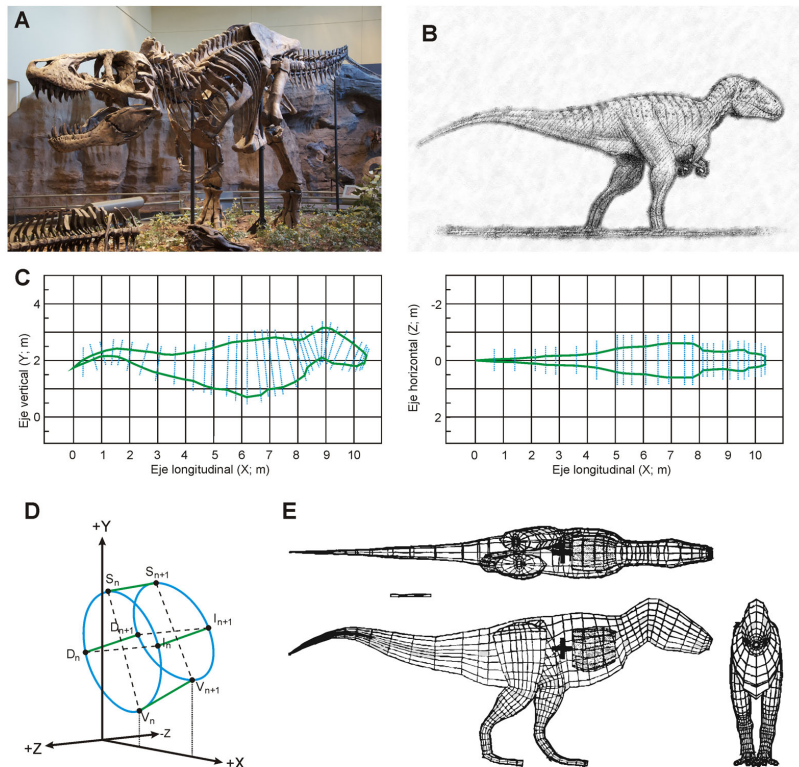 A
B
C
4
2
0
Eje vertical (Y; m)
0 1 2 3 4 5 6 7 8 9 10
Eje longitudinal (X; m)
-2
0
2
Eje horizontal (Z; m)
0 1 2 3 4 5 6 7 8 9 10
Eje longitudinal (X; m)
D
+Y
Sn
Sn+1
Dn+1
In+1
Dn
In
Vn+1
Vn
-Z
+Z
+X
E